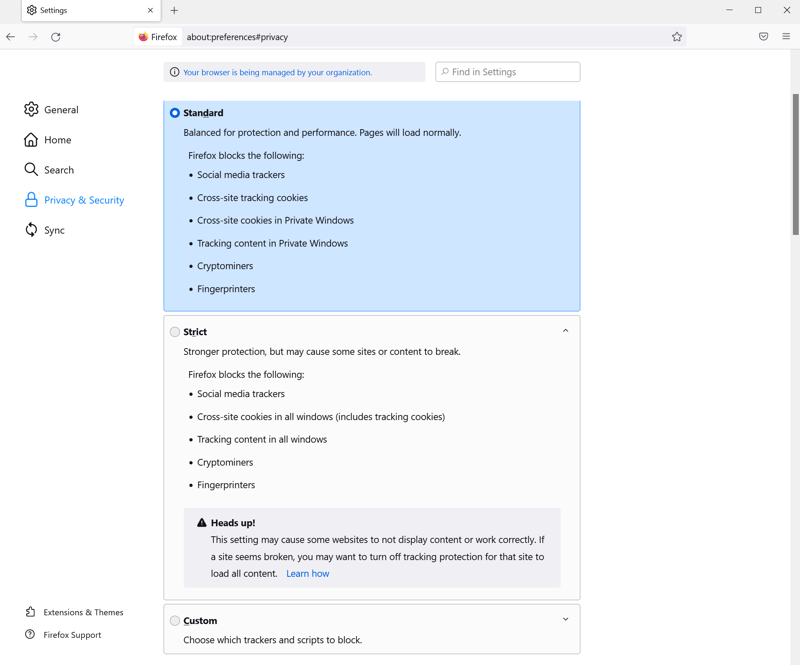 Settings
Firefox about:preferences#privacy
Your browser is being managed by your organization.
Find in Settings
General
Home
Search
Privacy & Security
Sync
Extensions & Themes
Firefox Support
Standard
Balanced for protection and performance. Pages will load normally.
Firefox blocks the following:
• Social media trackers
• Cross-site tracking cookies
• Cross-site cookies in Private Windows
• Tracking content in Private Windows
• Cryptominers
• Fingerprinters
Strict
Stronger protection, but may cause some sites or content to break.
Firefox blocks the following:
• Social media trackers
• Cross-site cookies in all windows (includes tracking cookies)
• Tracking content in all windows
• Cryptominers
• Fingerprinters
Heads up!
This setting may cause some websites to not display content or work correctly. If
a site seems broken, you may want to turn off tracking protection for that site to
load all content. Learn how
Custom
Choose which trackers and scripts to block.